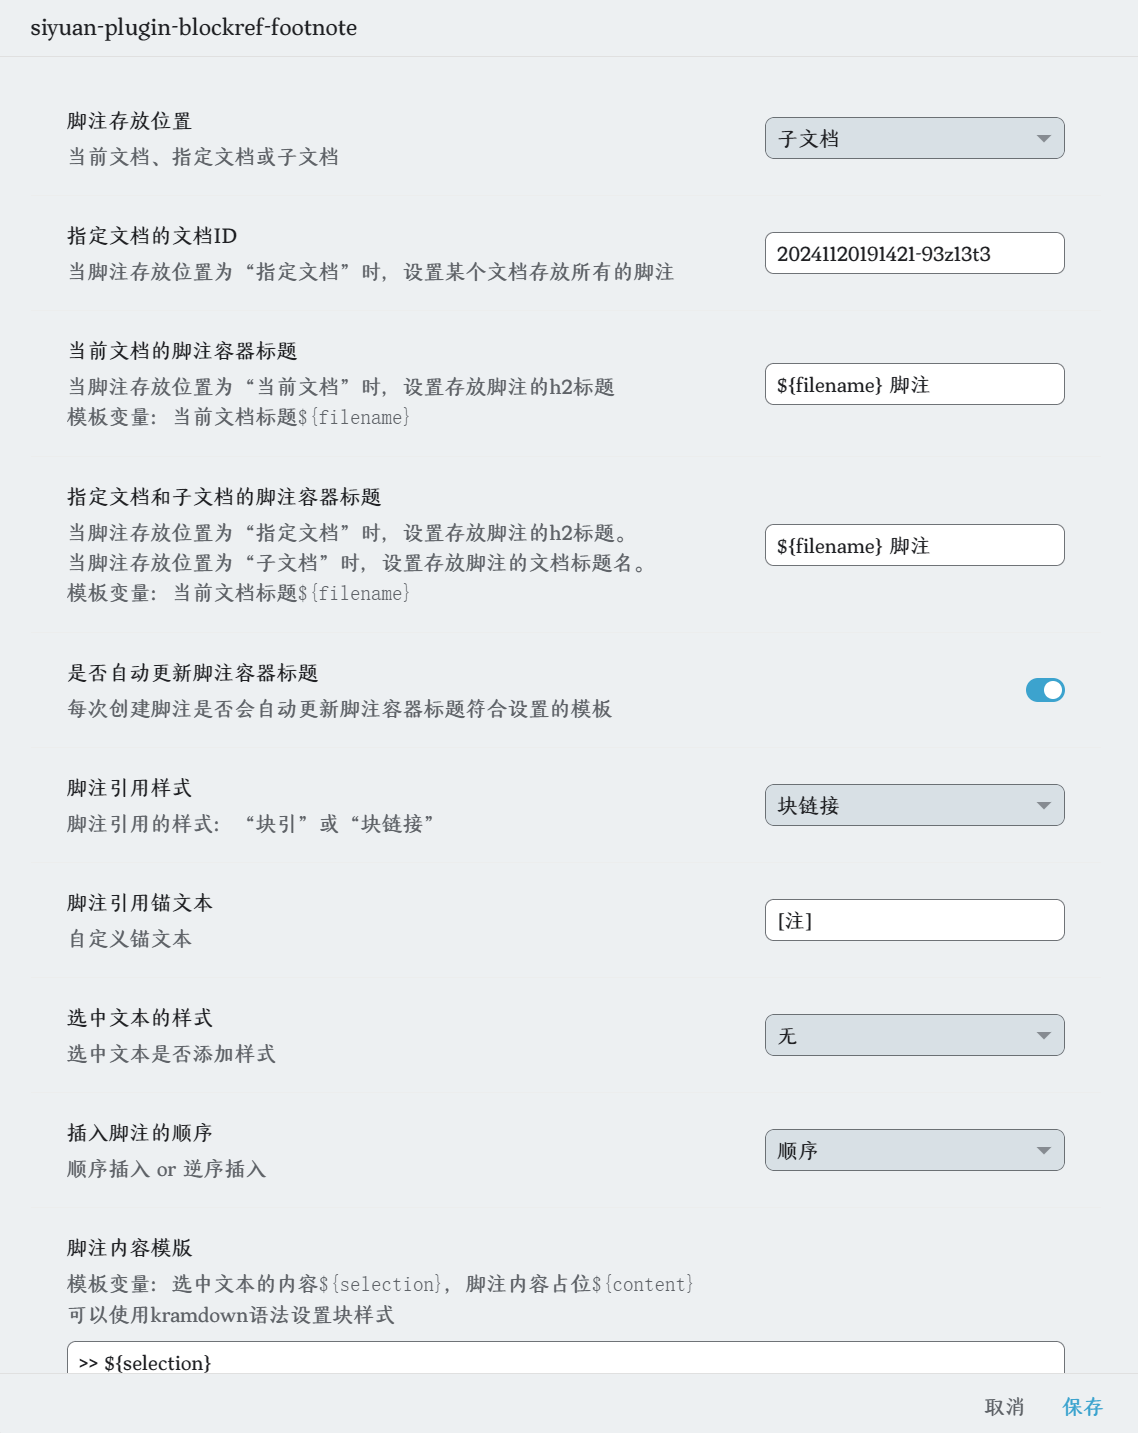 siyuan-plugin-blockref-footnote
脚注存放位置
当前文档、指定文档或子文档
子文档
指定文档的文档ID
当脚注存放位置为“指定文档”时，设置某个文档存放所有的脚注
20241120191421-93z13t3
当前文档的脚注容器标题
当脚注存放位置为“当前文档”时，设置存放脚注的h2标题
模板变量：当前文档标题${filename}
${filename} 脚注
指定文档和子文档的脚注容器标题
当脚注存放位置为“指定文档”时，设置存放脚注的h2标题。
当脚注存放位置为“子文档”时，设置存放脚注的文档标题名。
模板变量：当前文档标题${filename}
${filename} 脚注
是否自动更新脚注容器标题
每次创建脚注是否会自动更新脚注容器标题符合设置的模板
脚注引用样式
脚注引用的样式：“块引”或“块链接”
块链接
脚注引用锚文本
自定义锚文本
[注]
选中文本的样式
选中文本是否添加样式
无
插入脚注的顺序
顺序插入 or 逆序插入
顺序
脚注内容模版
模板变量：选中文本的内容${selection}，脚注内容占位${content}
可以使用kramdown语法设置块样式
>> ${selection}
取消
保存